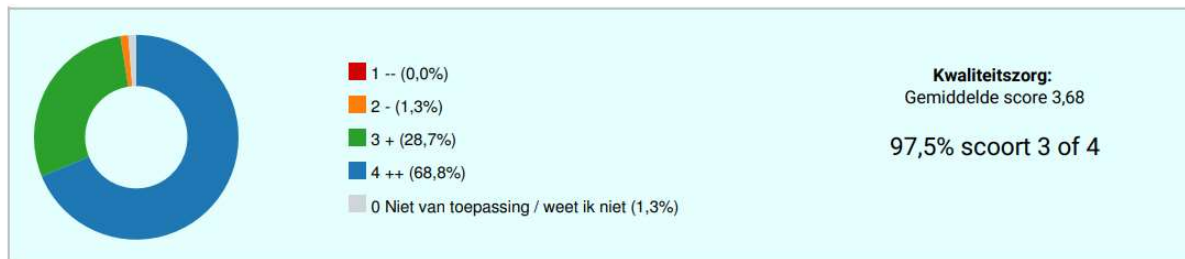 1 -- (0,0%)
2 - (1,3%)
3 + (28,7%)
4 ++ (68,8%)
0 Niet van toepassing / weet ik niet (1,3%)
Kwaliteitszorg:
Gemiddelde score 3,68
97,5% scoort 3 of 4